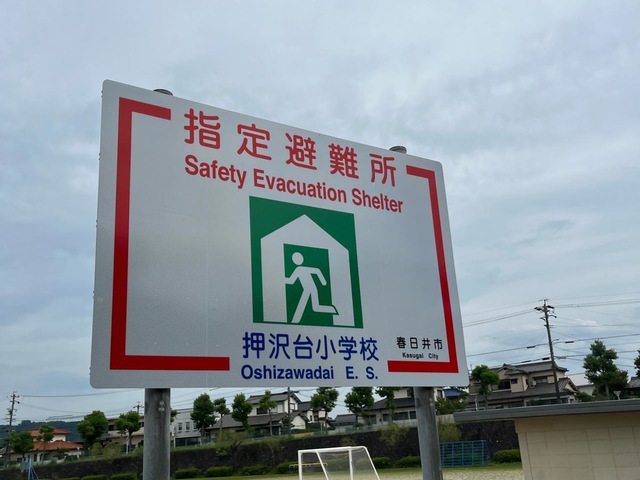 指定避難所
Safety Evacuation Shelter
押沢台小学校
Oshizawadai E. S.
春日井市
Kasugai City